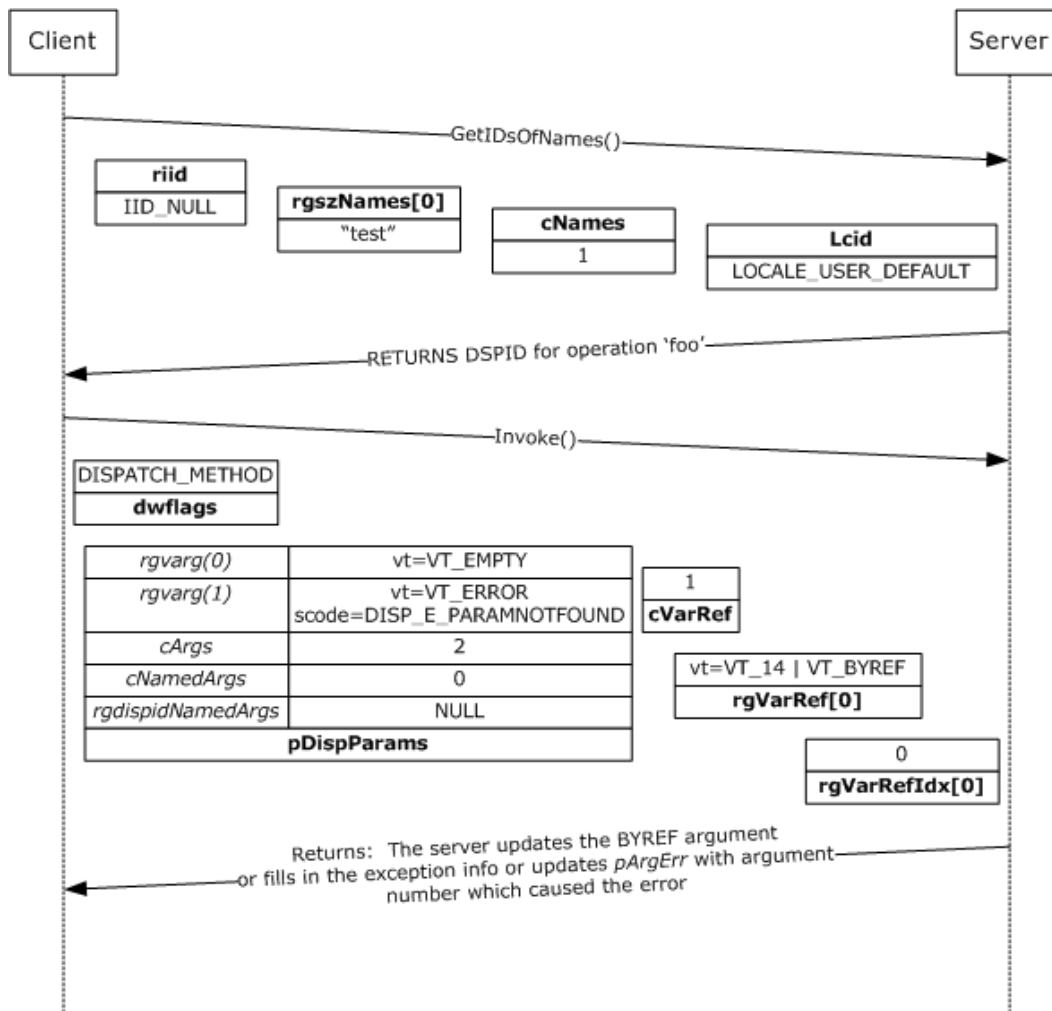 Client
Server
GetIDsOfNames()
riid
IID_NULL
rgszNames[0]
"test"
cNames
1
Lcid
LOCALE_USER_DEFAULT
RETURNS DSPID for operation 'foo'
Invoke()
DISPATCH_METHOD
dwflags
rgvarg(0) vt=VT_EMPTY
rgvarg(1) vt=VT_ERROR
scode=DISP_E_PARAMNOTFOUND
cArgs 2
cNamedArgs 0
rgdispidNamedArgs NULL
pDispParams
1
cVarRef
vt=VT_14 | VT_BYREF
rgVarRef[0]
0
rgVarRefIdx[0]
Returns: The server updates the BYREF argument
or fills in the exception info or updates pArgErr with argument
number which caused the error